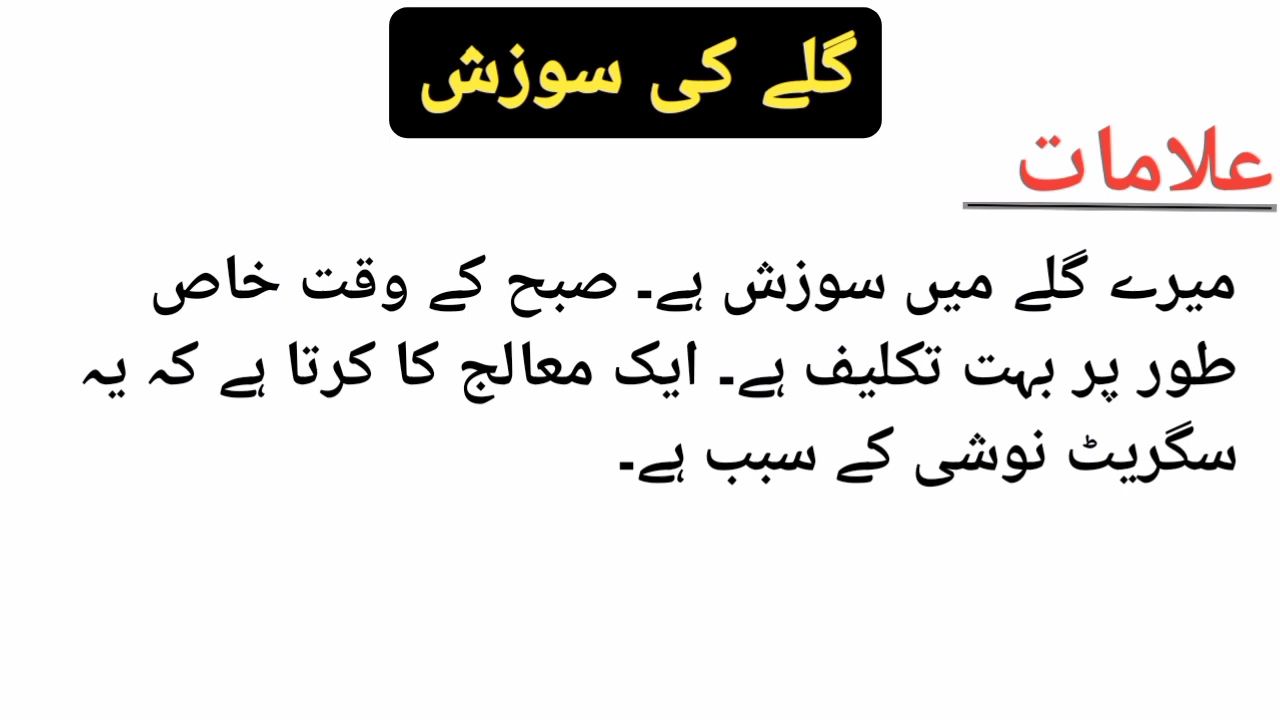 گلے کی سوزش
علامات
میرے گلے میں سوزش ہے۔ صبح کے وقت خاص
طور پر بہت تکلیف ہے۔ ایک معالج کا کرتا ہے کہ یہ
سگریٹ نوشی کے سبب ہے۔